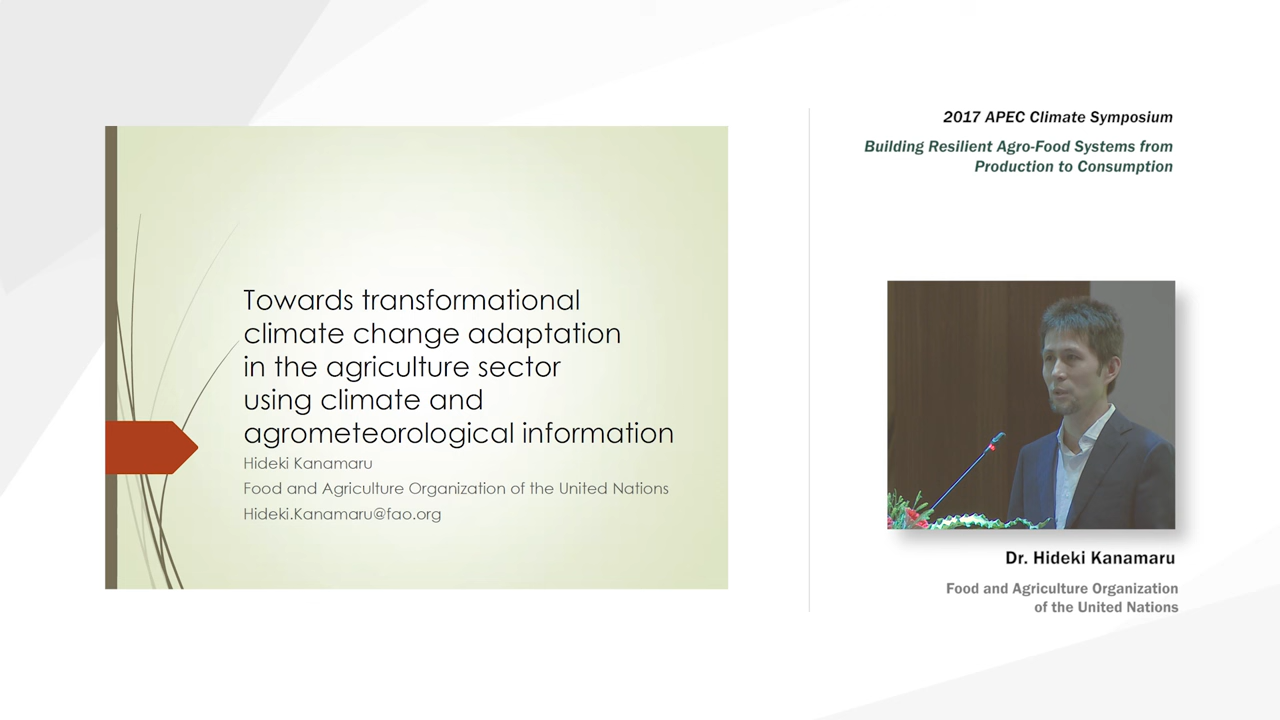 Towards transformational
climate change adaptation
in the agriculture sector
using climate and
agrometeorological information
Hideki Kanamaru
Food and Agriculture Organization of the United Nations
Hideki.Kanamaru@fao.org
2017 APEC Climate Symposium
Building Resilient Agro-Food Systems from
Production to Consumption
Dr. Hideki Kanamaru
Food and Agriculture Organization
of the United Nations